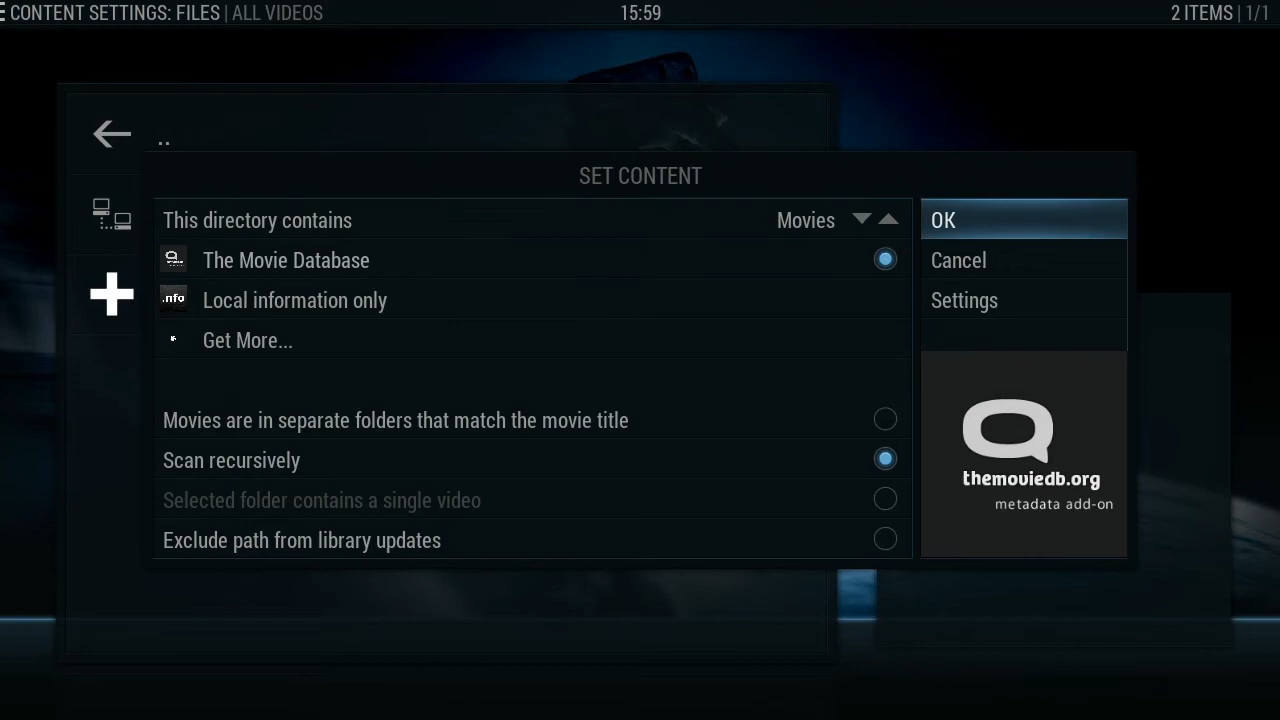 CONTENT SETTINGS: FILES | ALL VIDEOS
15:59
2 ITEMS | 1/1
..
SET CONTENT
This directory contains
Movies
The Movie Database
.nfo
Local information only
Get More...
Movies are in separate folders that match the movie title
Scan recursively
Selected folder contains a single video
Exclude path from library updates
OK
Cancel
Settings
themoviedb.org
metadata add-on